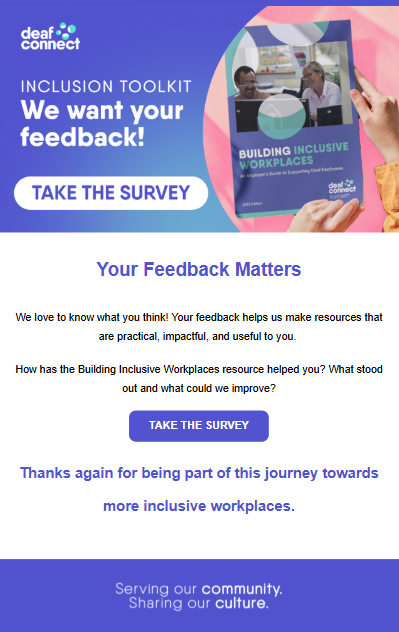 deaf
connect
INCLUSION TOOLKIT
We want your
feedback!
TAKE THE SURVEY
BUILDING INCLUSIVE
WORKPLACES
An Employer's Guide to Supporting Deaf Employees
deaf
connect
Your Feedback Matters
We love to know what you think! Your feedback helps us make resources that
are practical, impactful, and useful to you.
How has the Building Inclusive Workplaces resource helped you? What stood
out and what could we improve?
TAKE THE SURVEY
Thanks again for being part of this journey towards
more inclusive workplaces.
Serving our community.
Sharing our culture.